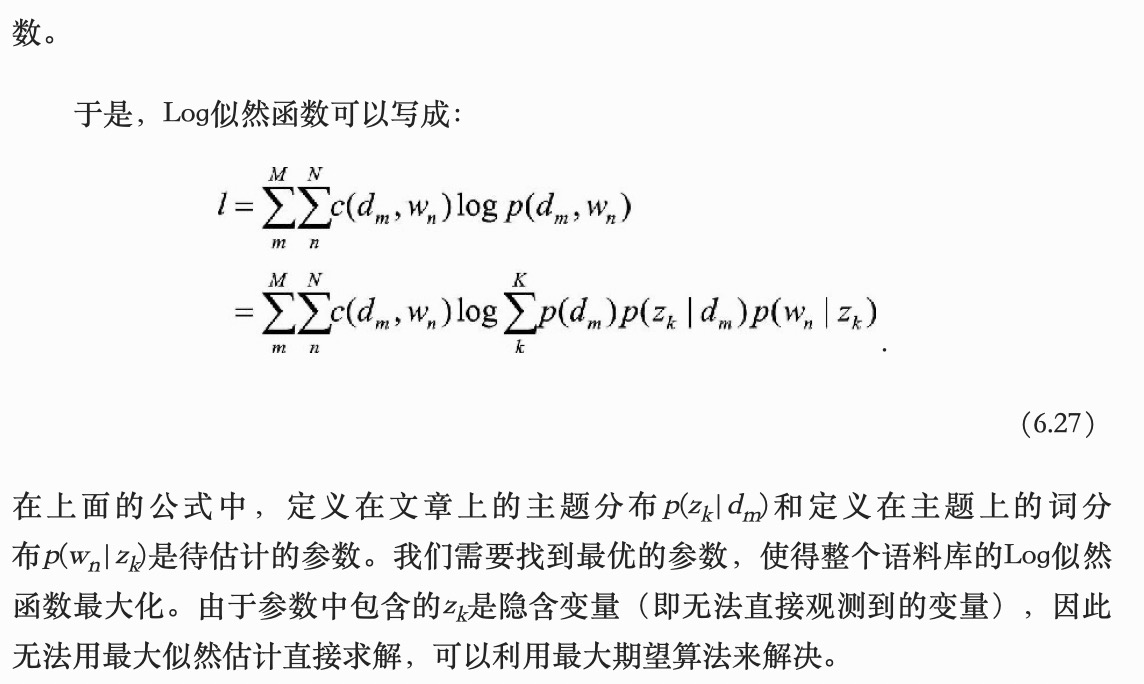 数。
于是，Log似然函数可以写成：
l = \sum_{m}^{M} \sum_{n}^{N} c(d_m, w_n) log p(d_m, w_n)
= \sum_{m}^{M} \sum_{n}^{N} c(d_m, w_n) log \sum_{k}^{K} p(d_m) p(z_k | d_m) p(w_n | z_k) .
（6.27）
在上面的公式中，定义在文章上的主题分布p(z_k|d_m)和定义在主题上的词分
布p(w_n|z_k)是待估计的参数。我们需要找到最优的参数，使得整个语料库的Log似然
函数最大化。由于参数中包含的z_k是隐含变量（即无法直接观测到的变量），因此
无法用最大似然估计直接求解，可以利用最大期望算法来解决。